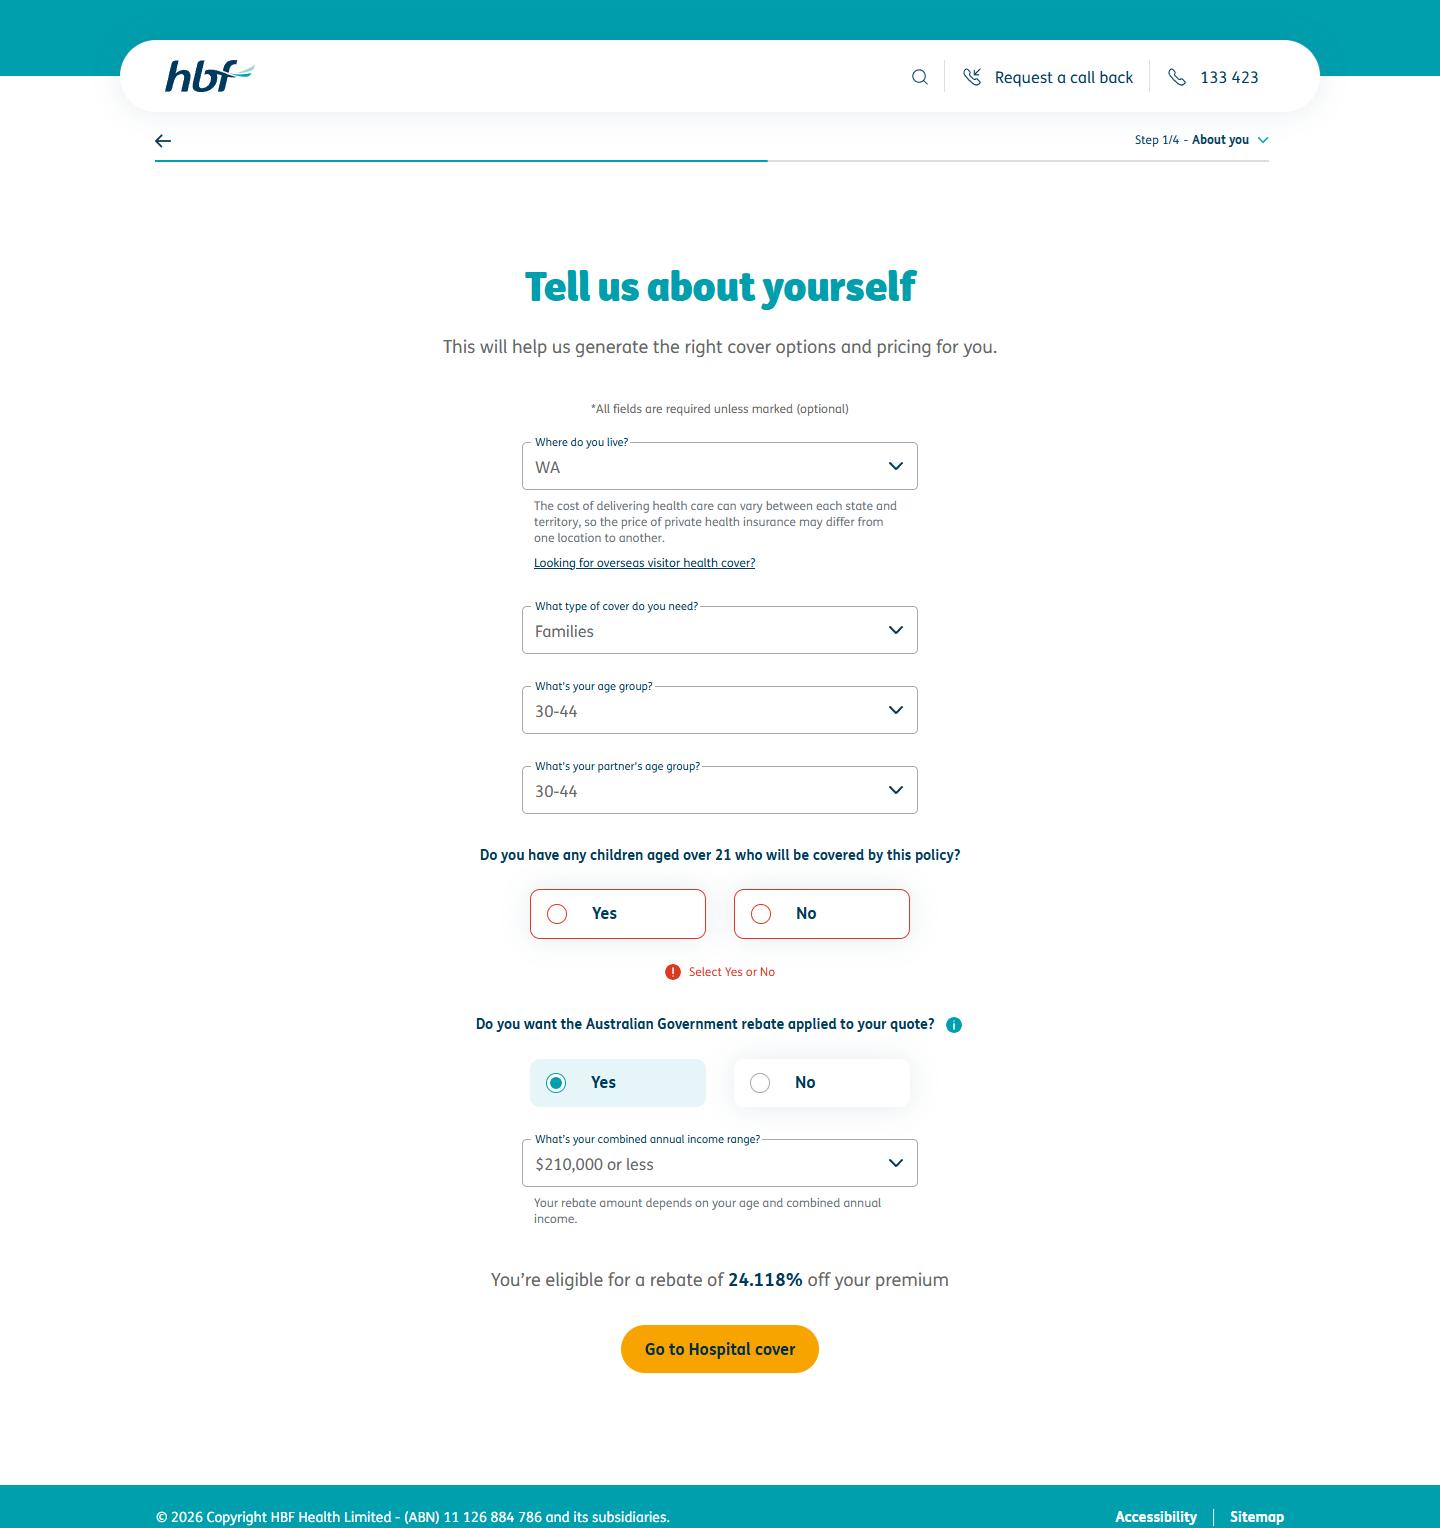 hbf
Request a call back
133 423
Step 1/4 - About you
Tell us about yourself
This will help us generate the right cover options and pricing for you.
*All fields are required unless marked (optional)
Where do you live?
WA
The cost of delivering health care can vary between each state and
territory, so the price of private health insurance may differ from
one location to another.
Looking for overseas visitor health cover?
What type of cover do you need?
Families
What's your age group?
30-44
What's your partner's age group?
30-44
Do you have any children aged over 21 who will be covered by this policy?
Yes
No
Select Yes or No
Do you want the Australian Government rebate applied to your quote?
Yes
No
What's your combined annual income range?
$210,000 or less
Your rebate amount depends on your age and combined annual
income.
You’re eligible for a rebate of 24.118% off your premium
Go to Hospital cover
© 2026 Copyright HBF Health Limited - (ABN) 11 126 884 786 and its subsidiaries.
Accessibility
Sitemap